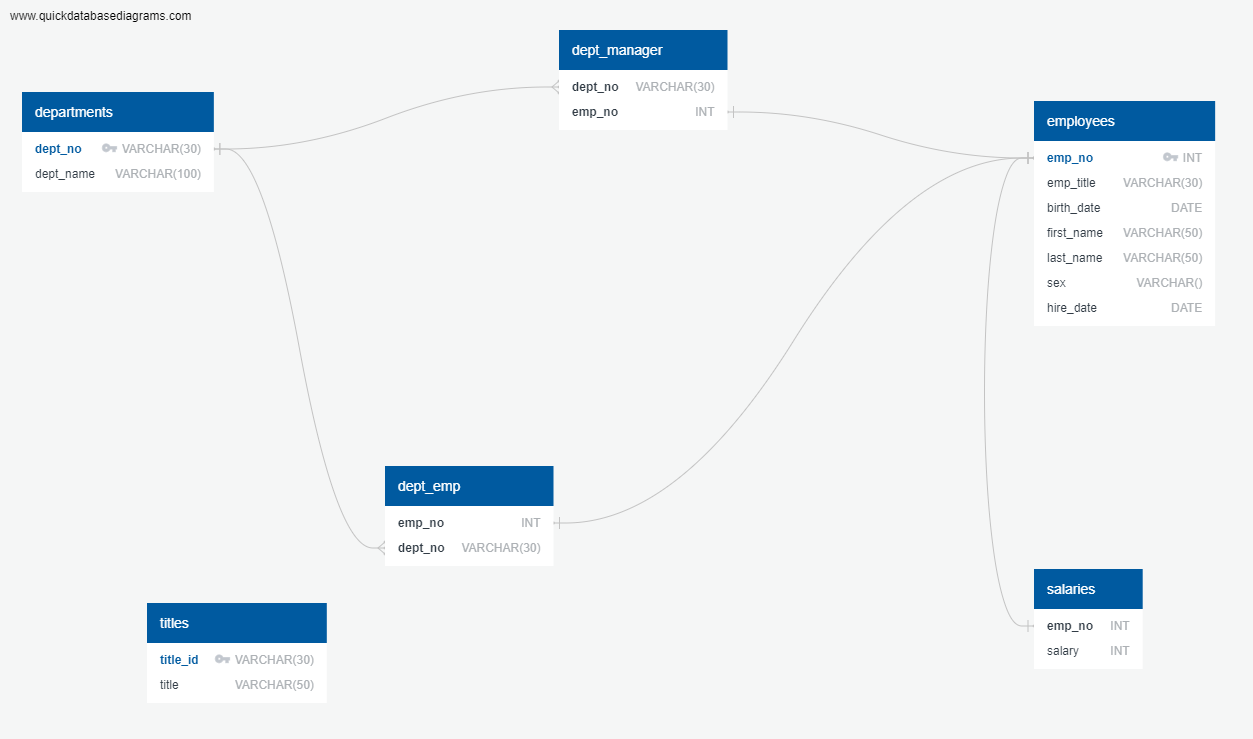 www.quickdatabasediagrams.com
dept_manager
dept_no VARCHAR(30)
emp_no INT
departments
dept_no VARCHAR(30)
dept_name VARCHAR(100)
employees
emp_no INT
emp_title VARCHAR(30)
birth_date DATE
first_name VARCHAR(50)
last_name VARCHAR(50)
sex VARCHAR()
hire_date DATE
dept_emp
emp_no INT
dept_no VARCHAR(30)
salaries
emp_no INT
salary INT
titles
title_id VARCHAR(30)
title VARCHAR(50)